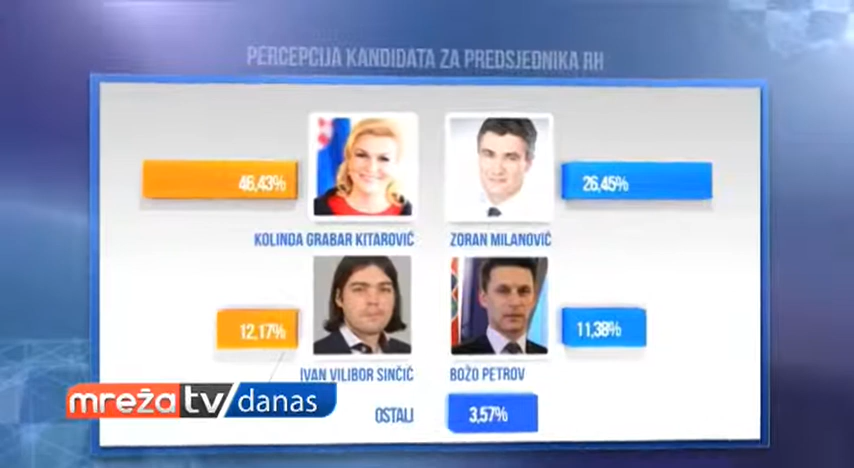 PERCEPCIJA KANDIDATA ZA PREDSJEDNIKA RH
46,43%
26,45%
KOLINDA GRABAR KITAROVIĆ
ZORAN MILANOVIĆ
12,17%
11,38%
IVAN VILIBOR SINČIĆ
BOŽO PETROV
OSTALI
3,57%
mreža tv danas